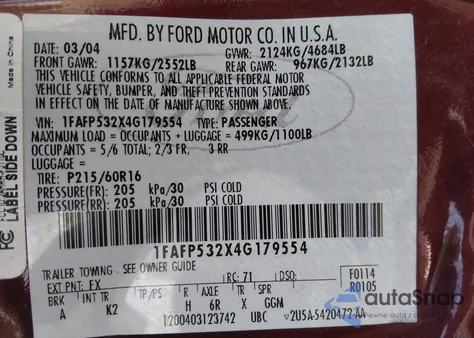 MFD. BY FORD MOTOR CO. IN U.S.A.
DATE: 03/04 GVWR: 2124KG/4684LB
FRONT GAWR: 1157KG/2552LB REAR GAWR: 967KG/2132LB
THIS VEHICLE CONFORMS TO ALL APPLICABLE FEDERAL MOTOR
VEHICLE SAFETY, BUMPER, AND THEFT PREVENTION STANDARDS
IN EFFECT ON THE DATE OF MANUFACTURE SHOWN ABOVE.
VIN: 1FAFP532X4G179554 TYPE: PASSENGER
MAXIMUM LOAD = OCCUPANTS + LUGGAGE = 499KG/1100LB
OCCUPANTS = 5/6 TOTAL; 2/3 FR, 3 RR
LUGGAGE =
TIRE: P215/60R16
PRESSURE(FR) 205 kPa/30 PSI COLD
PRESSURE(RR) 205 kPa/30 PSI COLD
1FAFP532X4G179554
TRAILER TOWING - SEE OWNER GUIDE
EXT PNT: FX RC: 71 DSO: F0114
R0105
BRK INT TR TP/PS R AXLE TR SPR
A K2 H 6R X GGM
1200403123742 UBC 2U5A-5420472-AA
Made in China
LABEL SIDE DOWN
FC
autoSnap
Pewne auta z